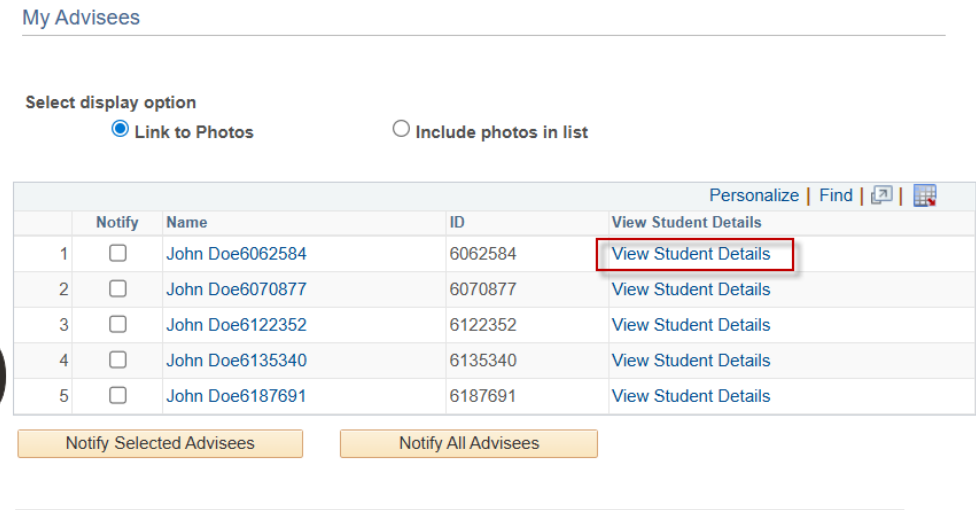 My Advisees
Select display option
Link to Photos Include photos in list
Personalize | Find | |
Notify Name ID View Student Details
1 John Doe6062584 6062584 View Student Details
2 John Doe6070877 6070877 View Student Details
3 John Doe6122352 6122352 View Student Details
4 John Doe6135340 6135340 View Student Details
5 John Doe6187691 6187691 View Student Details
Notify Selected Advisees Notify All Advisees